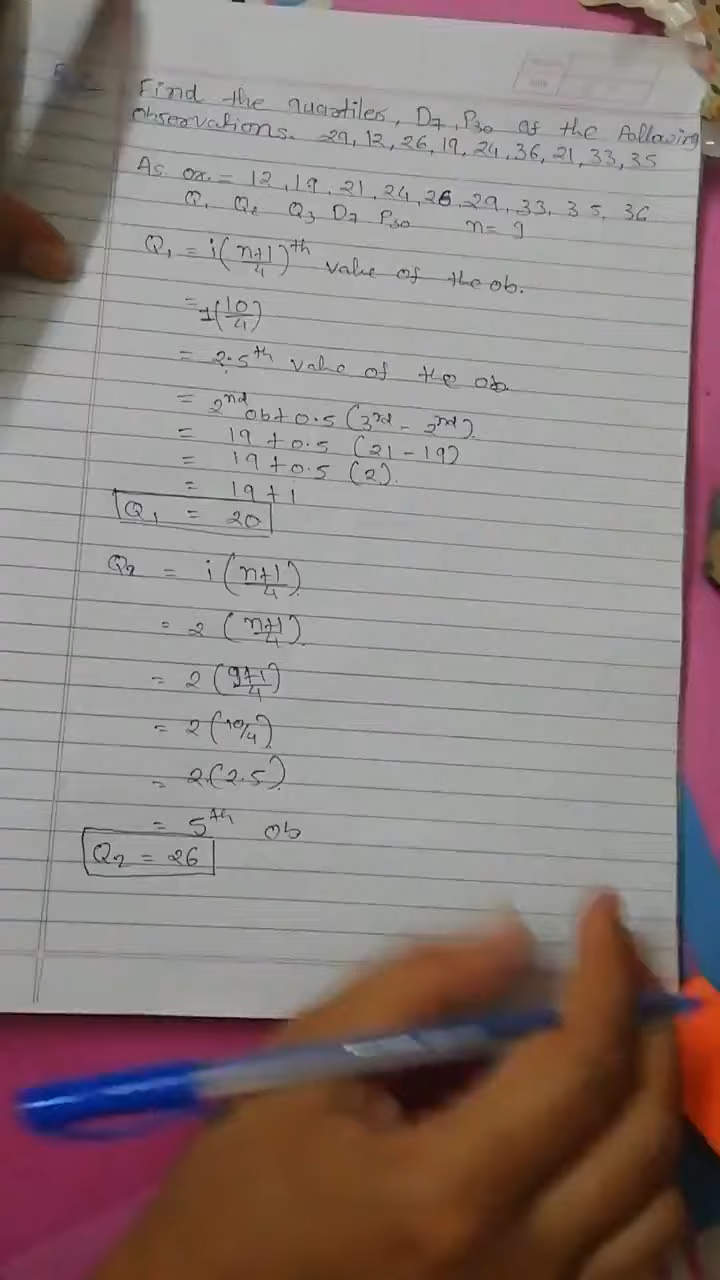 Find the quartiles, D7, P30 of the following
observations. 29, 12, 26, 19, 24, 36, 21, 33, 35
As. or. = 12, 19, 21, 24, 26, 29, 33, 35, 36
Q1 Q2 Q3 D7 P30 n = 9
Q1 = i(n+1/4)th value of the ob.
= 1(10/4)
= 2.5th value of the ob
= 2nd ob + 0.5 (3rd - 2nd)
= 19 + 0.5 (21 - 19)
= 19 + 0.5 (2).
= 19 + 1
Q1 = 20
Q2 = i (n+1/4)
= 2 (n+1/4)
= 2 (9+1/4)
= 2 (10/4)
= 2 (2.5)
= 5th ob
Q2 = 26